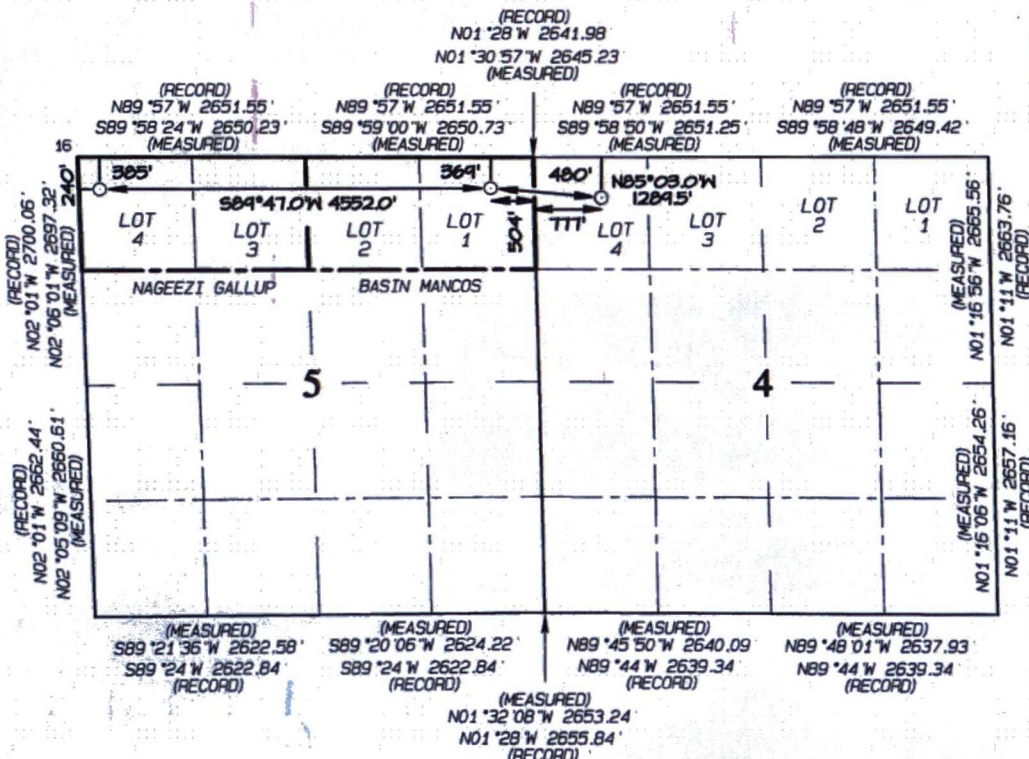 (RECORD)
N01°28'W 2641.98'
N01°30'57"W 2645.23'
(MEASURED)
(RECORD)
N89°57'W 2651.55'
S89°58'24"W 2650.23'
(MEASURED)
(RECORD)
N89°57'W 2651.55'
S89°59'00"W 2650.73'
(MEASURED)
(RECORD)
N89°57'W 2651.55'
S89°58'50"W 2651.25'
(MEASURED)
(RECORD)
N89°57'W 2651.55'
S89°58'48"W 2649.42'
(MEASURED)
16
240'
385'
369'
480'
N85°03.0'W
1289.5'
S89°47.0'W 4552.0'
504'
777'
LOT
4
LOT
3
LOT
2
LOT
1
LOT
4
LOT
3
LOT
2
LOT
1
NAGEEZI GALLUP
BASIN MANCOS
5
4
(RECORD)
N02°01'W 2700.06'
N02°06'01"W 2697.32'
(MEASURED)
(RECORD)
N02°01'W 2662.44'
N02°05'09"W 2660.61'
(MEASURED)
(MEASURED)
N01°16'56"W 2665.56'
N01°11'W 2663.76'
(RECORD)
(MEASURED)
N01°16'06"W 2654.26'
N01°11'W 2657.16'
(RECORD)
(MEASURED)
S89°21'36"W 2622.58'
S89°24'W 2622.84'
(RECORD)
(MEASURED)
S89°20'06"W 2624.22'
S89°24'W 2622.84'
(RECORD)
(MEASURED)
N89°45'50"W 2640.09'
N89°44'W 2639.34'
(RECORD)
(MEASURED)
N89°48'01"W 2637.93'
N89°44'W 2639.34'
(RECORD)
(MEASURED)
N01°32'08"W 2653.24'
N01°28'W 2655.84'
(RECORD)